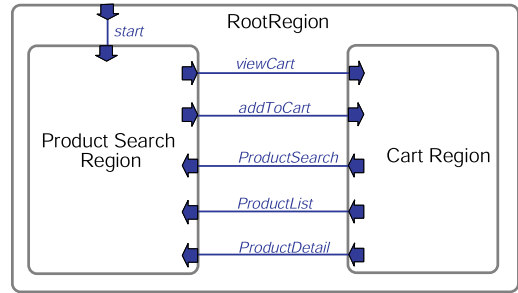 RootRegion
start
viewCart
addToCart
Product Search
Region
ProductSearch
Cart Region
ProductList
ProductDetail